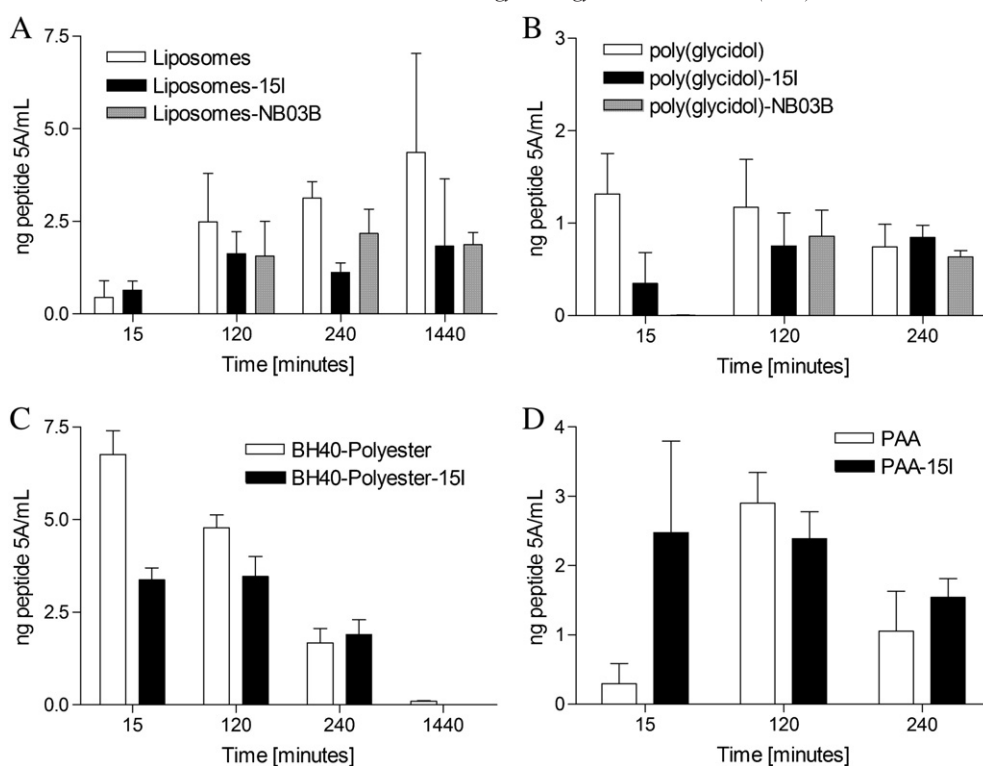 A
7.5
5.0
2.5
0.0
ng peptide 5A/mL
Liposomes
Liposomes-15I
Liposomes-NB03B
15 120 240 1440
Time [minutes]
B
3
2
1
0
ng peptide 5A/mL
poly(glycidol)
poly(glycidol)-15I
poly(glycidol)-NB03B
15 120 240
Time [minutes]
C
7.5
5.0
2.5
0.0
ng peptide 5A/mL
BH40-Polyester
BH40-Polyester-15I
15 120 240 1440
Time [minutes]
D
4
3
2
1
0
ng peptide 5A/mL
PAA
PAA-15I
15 120 240
Time [minutes]